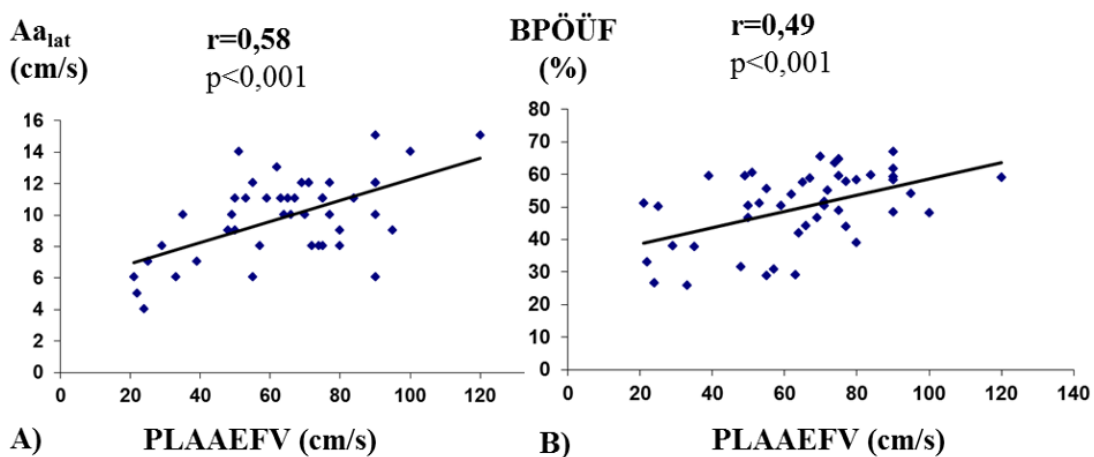 Aa_lat
(cm/s)
r=0,58
p<0,001
16
14
12
10
8
6
4
2
0
0 20 40 60 80 100 120
A)
PLAAEFV (cm/s)
BPÖÜF
(%)
r=0,49
p<0,001
80
70
60
50
40
30
20
10
0
0 20 40 60 80 100 120 140
B)
PLAAEFV (cm/s)